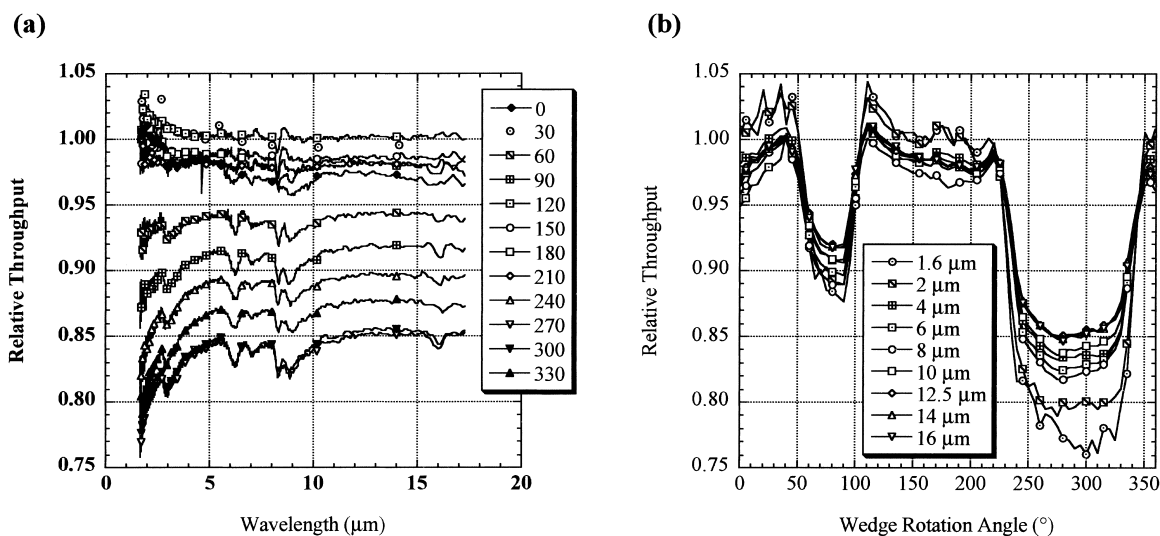 (a)
1.05
1.00
0.95
0.90
0.85
0.80
0.75
0
5
10
15
20
Relative Throughput
Wavelength (µm)
0
30
60
90
120
150
180
210
240
270
300
330
(b)
1.05
1.00
0.95
0.90
0.85
0.80
0.75
0
50
100
150
200
250
300
350
Relative Throughput
Wedge Rotation Angle (°)
1.6 µm
2 µm
4 µm
6 µm
8 µm
10 µm
12.5 µm
14 µm
16 µm